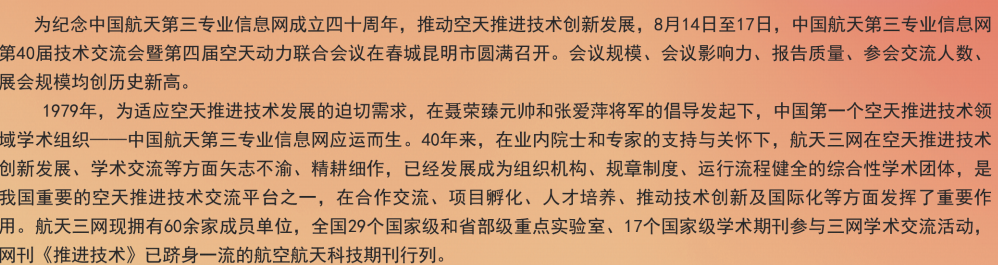 为纪念中国航天第三专业信息网成立四十周年，推动空天推进技术创新发展，8月14日至17日，中国航天第三专业信息网
第40届技术交流会暨第四届空天动力联合会议在春城昆明市圆满召开。会议规模、会议影响力、报告质量、参会交流人数、
展会规模均创历史新高。
1979年，为适应空天推进技术发展的迫切需求，在聂荣臻元帅和张爱萍将军的倡导发起下，中国第一个空天推进技术领
域学术组织——中国航天第三专业信息网应运而生。40年来，在业内院士和专家的支持与关怀下，航天三网在空天推进技术
创新发展、学术交流等方面矢志不渝、精耕细作，已经发展成为组织机构、规章制度、运行流程健全的综合性学术团体，是
我国重要的空天推进技术交流平台之一，在合作交流、项目孵化、人才培养、推动技术创新及国际化等方面发挥了重要作
用。航天三网现拥有60余家成员单位，全国29个国家级和省部级重点实验室、17个国家级学术期刊参与三网学术交流活动，
网刊《推进技术》已跻身一流的航空航天科技期刊行列。